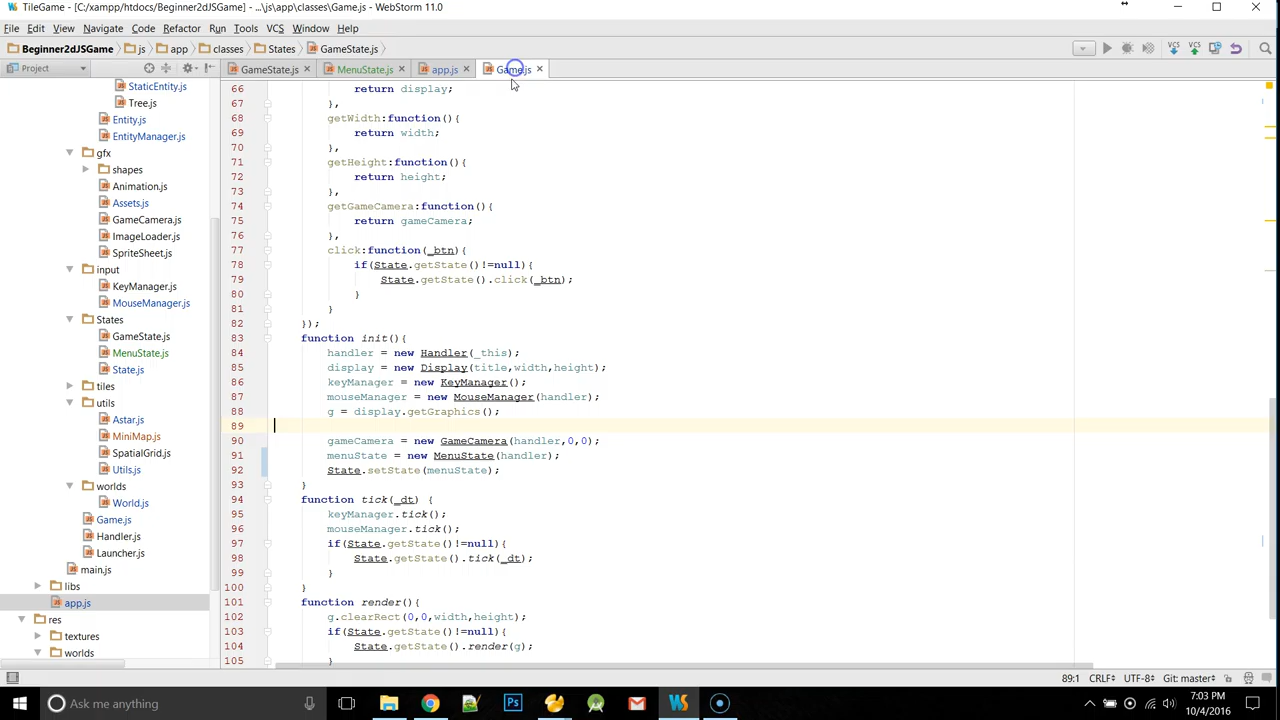 TileGame - [C:/xampp/htdocs/Beginner2dJSGame] - ...\js\app\classes\Game.js - WebStorm 11.0
File Edit View Navigate Code Refactor Run Tools VCS Window Help
Beginner2dJSGame js app classes States GameState.js
Project
GameState.js MenuState.js app.js Game.js
StaticEntity.js
Tree.js
Entity.js
EntityManager.js
gfx
shapes
Animation.js
Assets.js
GameCamera.js
ImageLoader.js
SpriteSheet.js
input
KeyManager.js
MouseManager.js
States
GameState.js
MenuState.js
State.js
tiles
utils
Astar.js
MiniMap.js
SpatialGrid.js
Utils.js
worlds
World.js
Game.js
Handler.js
Launcher.js
main.js
libs
app.js
res
textures
worlds
66 return display;
67 },
68 getWidth:function(){
69 return width;
70 },
71 getHeight:function(){
72 return height;
73 },
74 getGameCamera:function(){
75 return gameCamera;
76 },
77 click:function(_btn){
78 if(State.getState()!=null){
79 State.getState().click(_btn);
80 }
81 }
82 });
83 function init(){
84 handler = new Handler(_this);
85 display = new Display(title,width,height);
86 keyManager = new KeyManager();
87 mouseManager = new MouseManager(handler);
88 g = display.getGraphics();
89
90 gameCamera = new GameCamera(handler,0,0);
91 menuState = new MenuState(handler);
92 State.setState(menuState);
93 }
94 function tick(_dt) {
95 keyManager.tick();
96 mouseManager.tick();
97 if(State.getState()!=null){
98 State.getState().tick(_dt);
99 }
100 }
101 function render(){
102 g.clearRect(0,0,width,height);
103 if(State.getState()!=null){
104 State.getState().render(g);
105 }
89:1 CRLF UTF-8 Git: master
Ask me anything
7:03 PM
10/4/2016